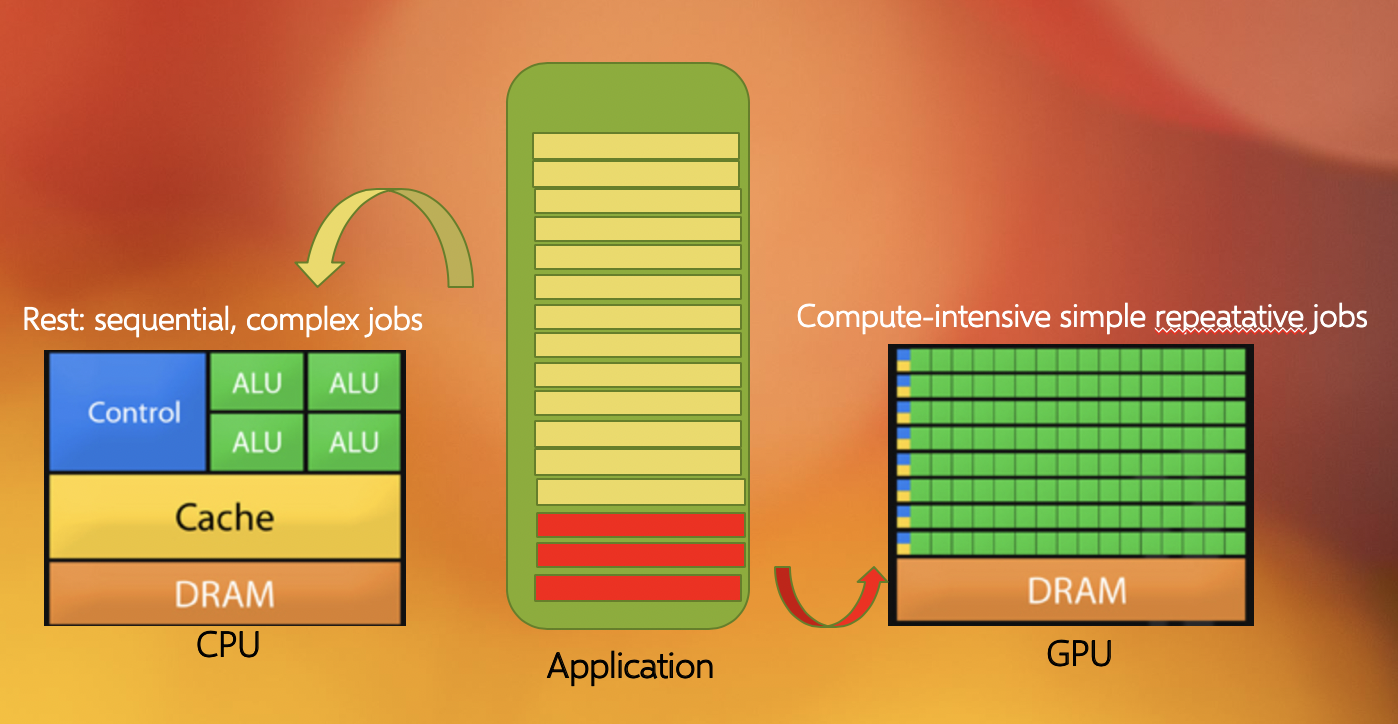 Rest: sequential, complex jobs
Control
ALU
ALU
ALU
ALU
Cache
DRAM
CPU
Application
Compute-intensive simple repeatative jobs
DRAM
GPU